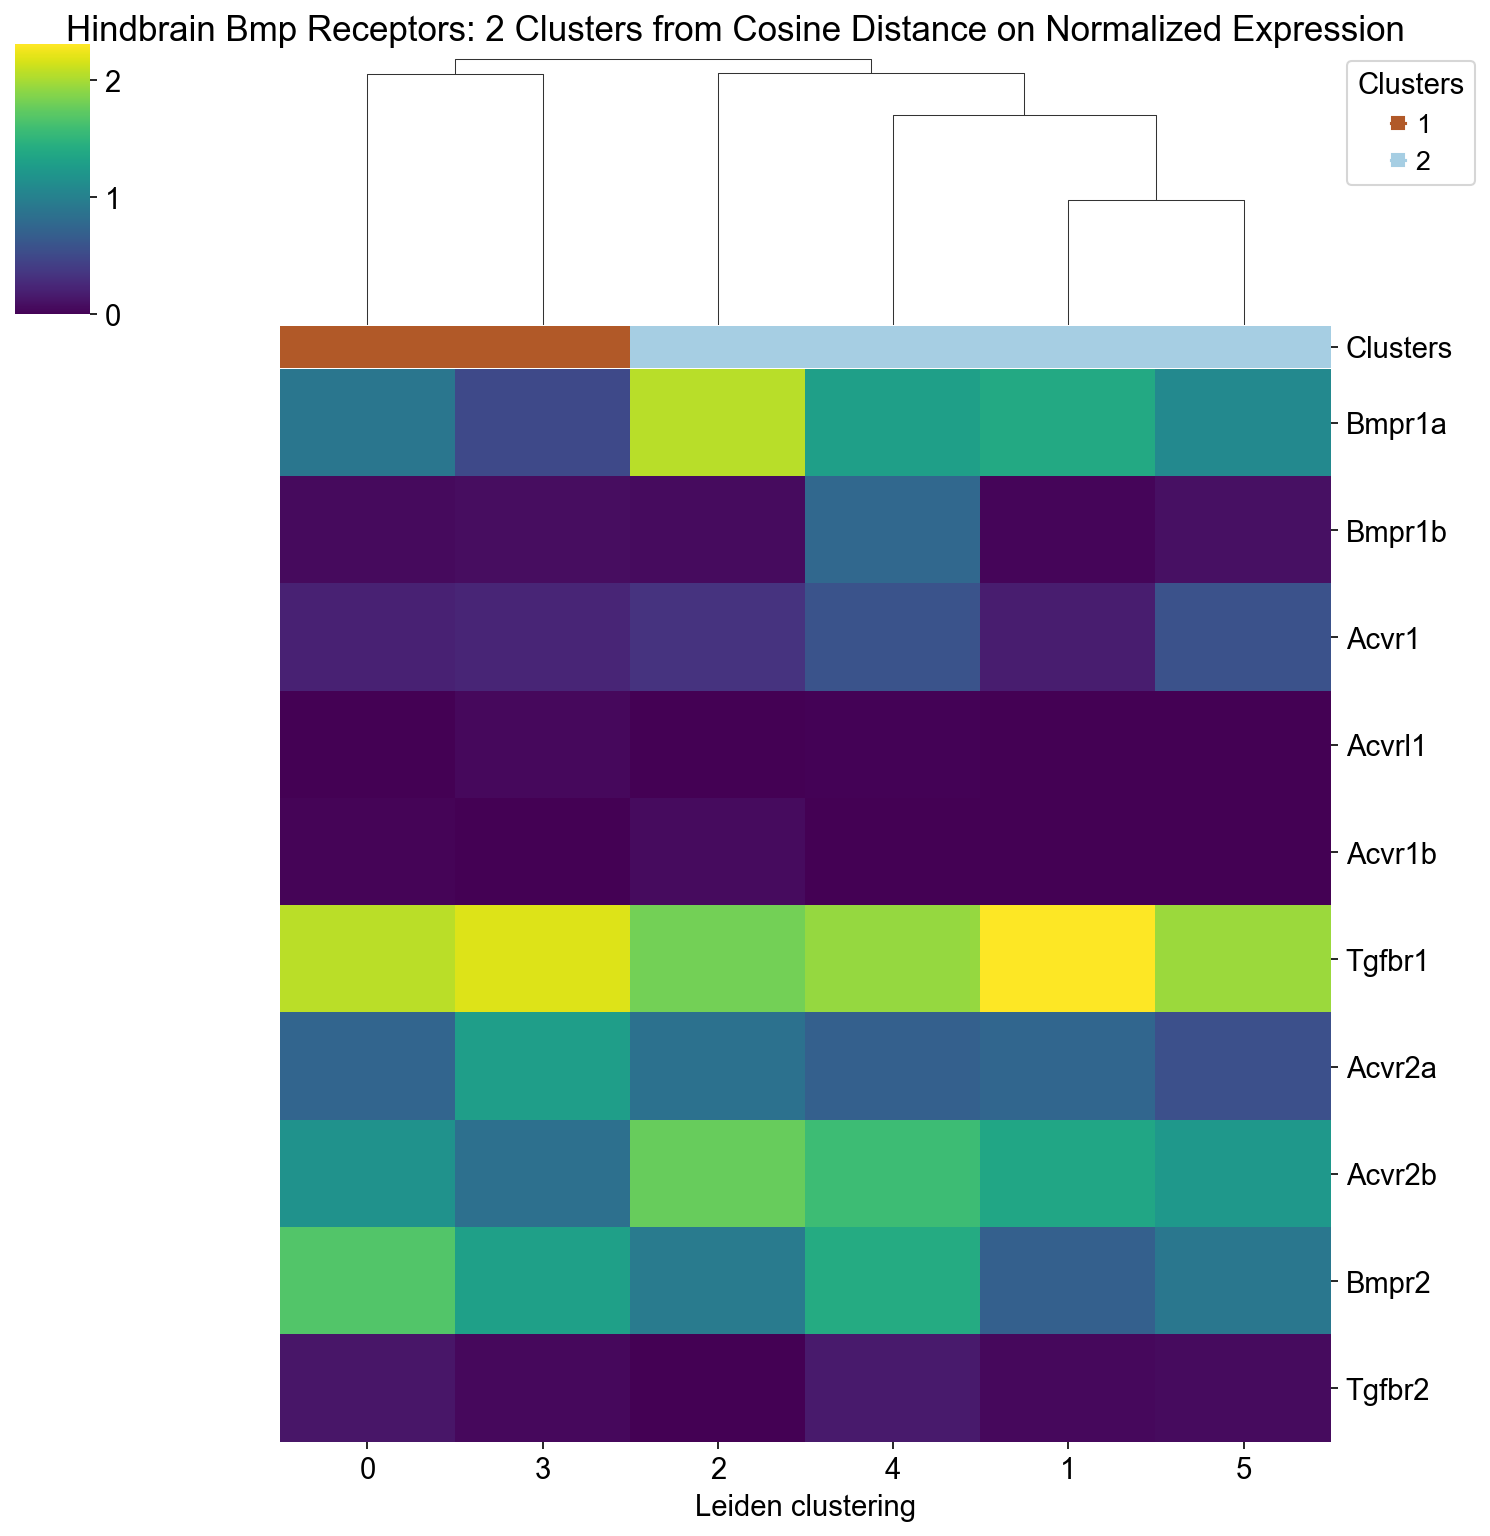 Hindbrain Bmp Receptors: 2 Clusters from Cosine Distance on Normalized Expression
2
1
0
Clusters
1
2
Clusters
Bmpr1a
Bmpr1b
Acvr1
Acvrl1
Acvr1b
Tgfbr1
Acvr2a
Acvr2b
Bmpr2
Tgfbr2
0 3 2 4 1 5
Leiden clustering